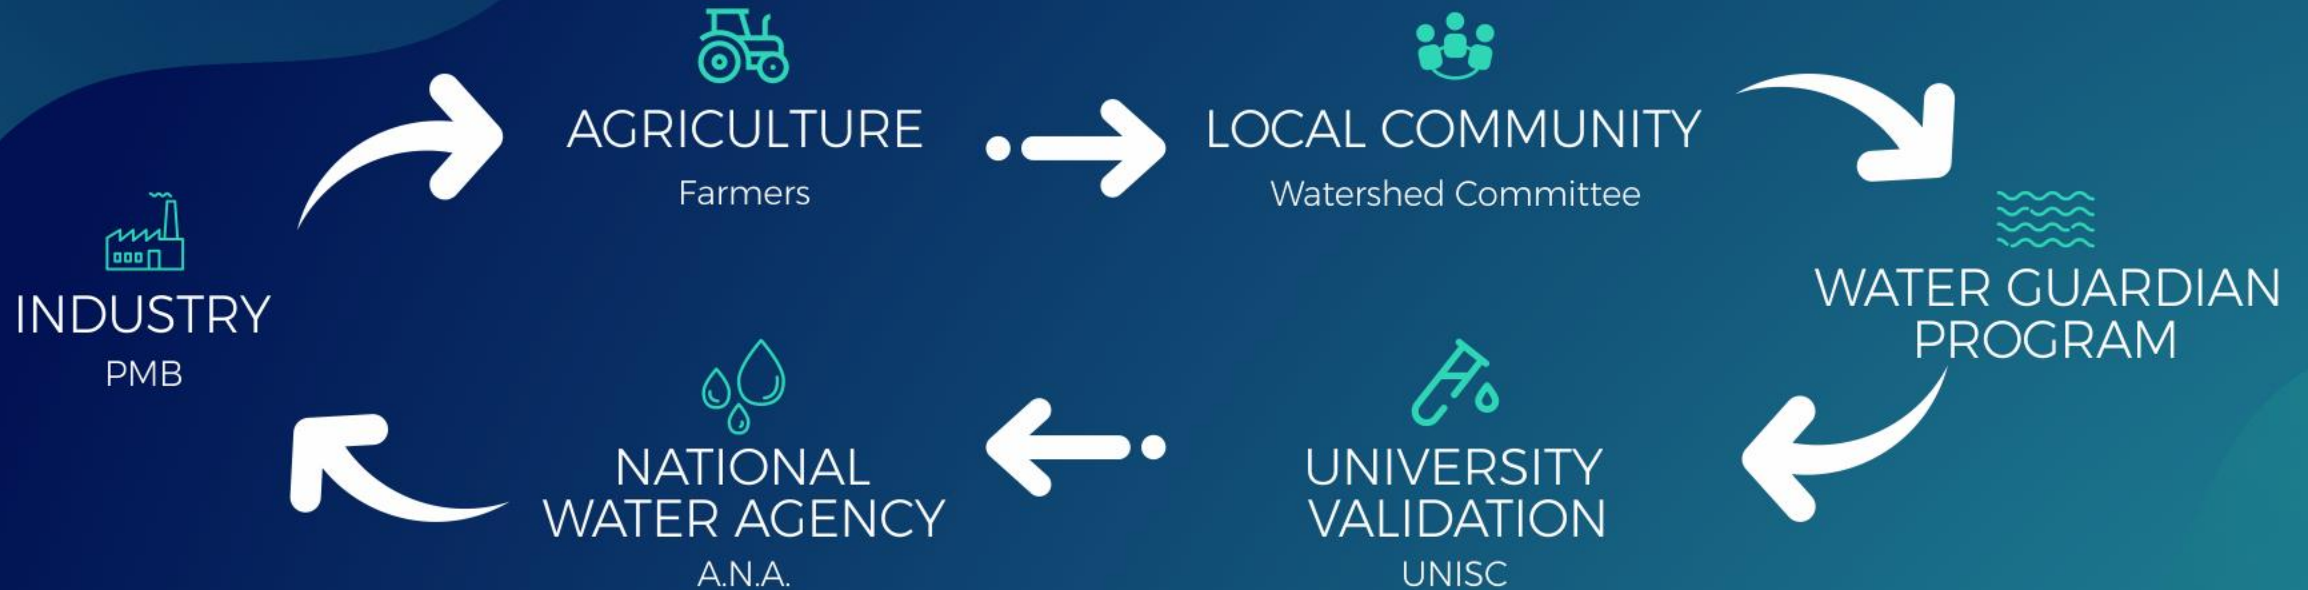 AGRICULTURE
Farmers
LOCAL COMMUNITY
Watershed Committee
WATER GUARDIAN
PROGRAM
UNIVERSITY
VALIDATION
UNISC
NATIONAL
WATER AGENCY
A.N.A.
INDUSTRY
PMB